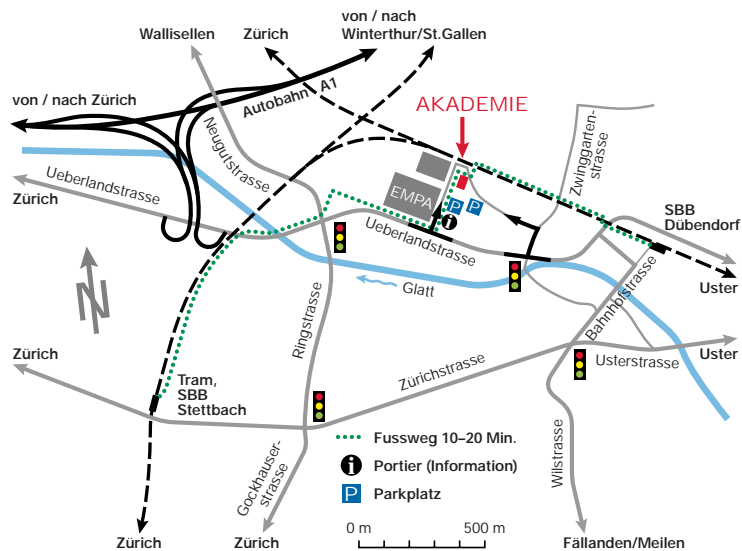 von / nach
Winterthur/St.Gallen
Wallisellen
Zürich
Autobahn A1
von / nach Zürich
AKADEMIE
Neugutstrasse
Zwinggarten-
strasse
EMPA
Ueberlandstrasse
Zürich
P
P
i
SBB
Dübendorf
Ueberlandstrasse
Uster
Glatt
Bahnhofstrasse
N
Ringstrasse
Zürich
Zürichstrasse
Usterstrasse
Uster
Tram,
SBB
Stettbach
Fussweg 10–20 Min.
i Portier (Information)
P Parkplatz
Gockhauser-
strasse
Wilstrasse
0 m 500 m
Zürich
Zürich
Fällanden/Meilen